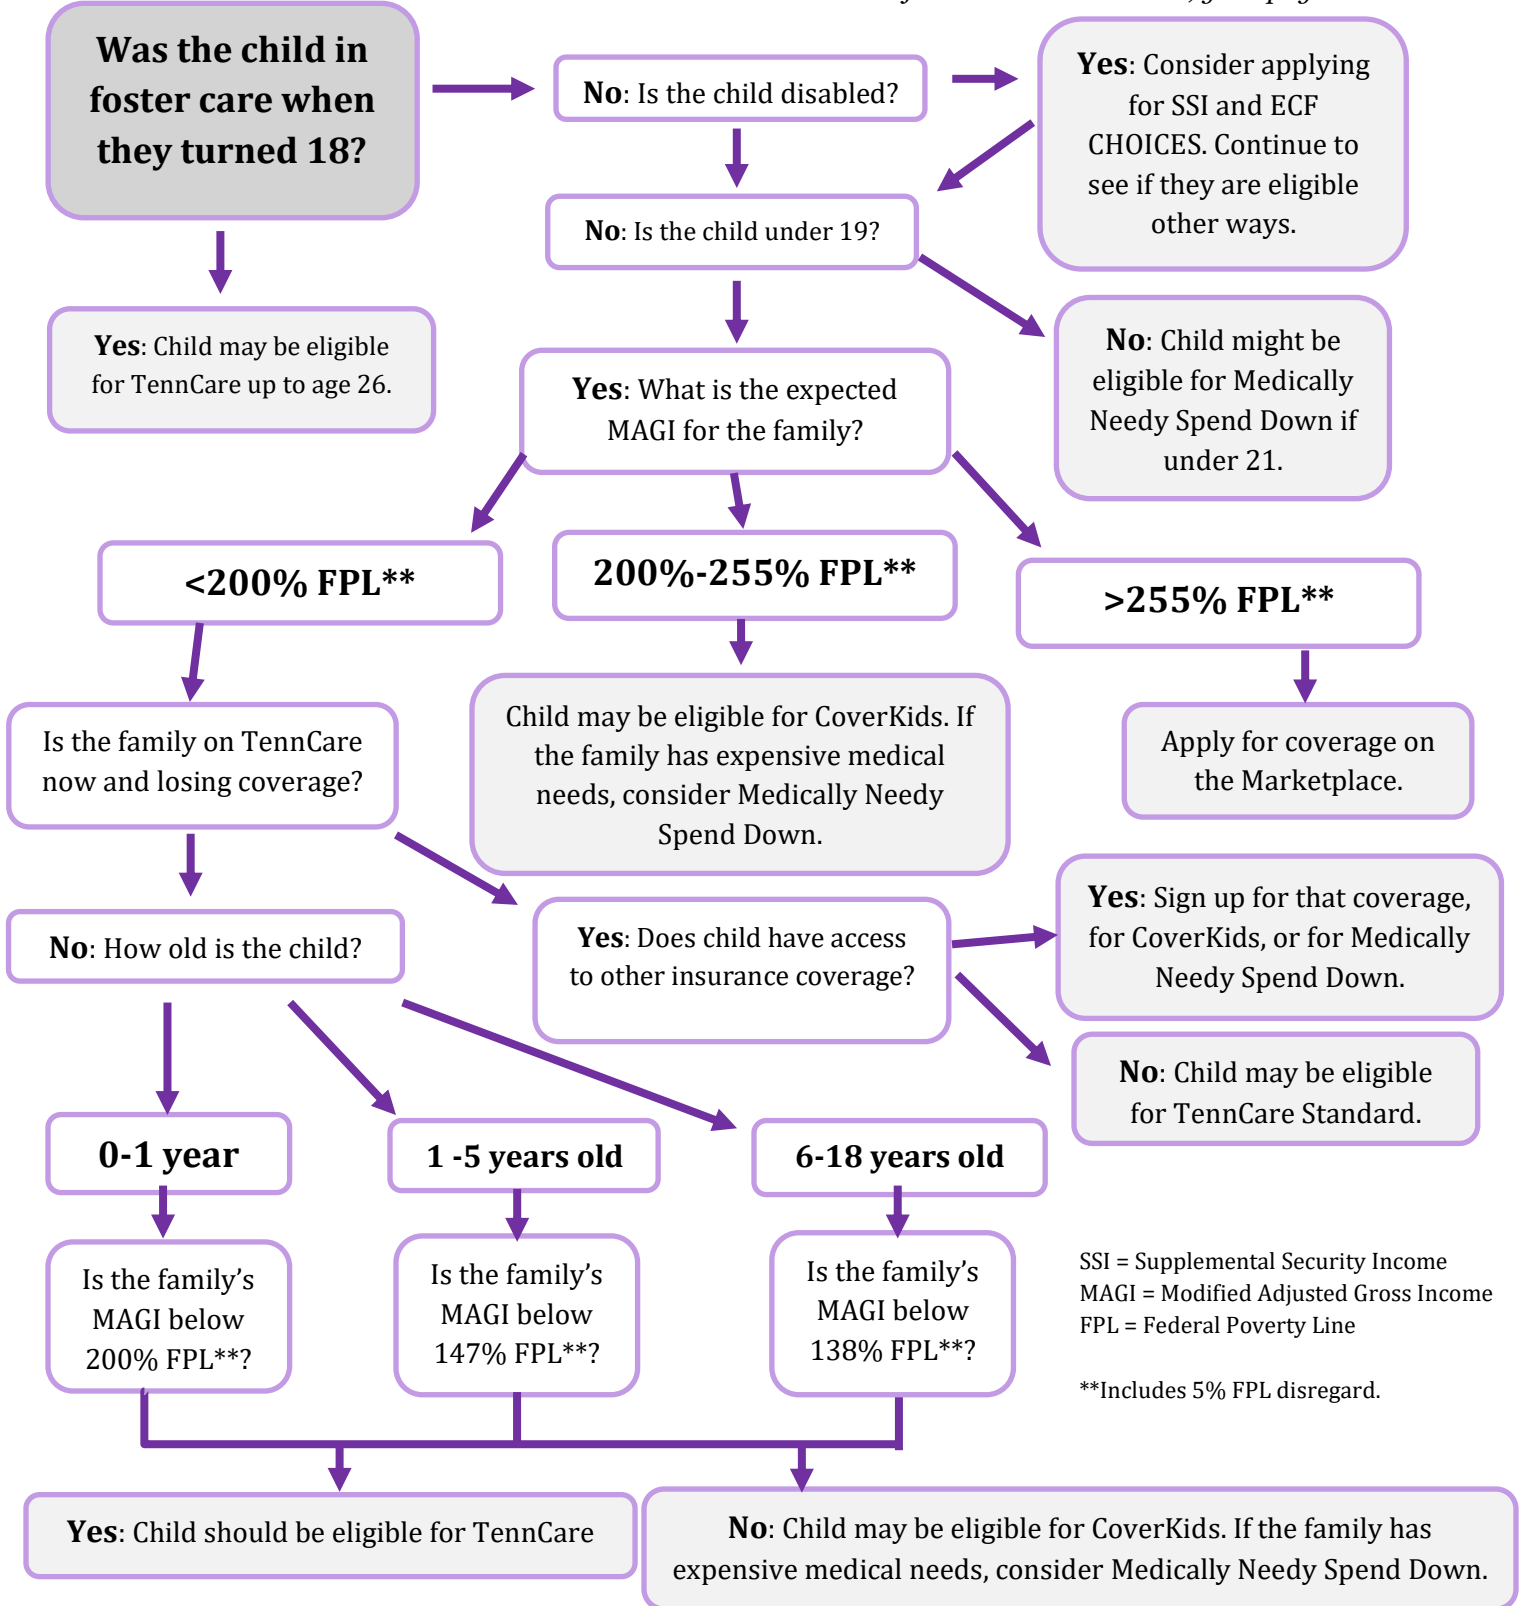 Was the child in
foster care when
they turned 18?
No: Is the child disabled?
Yes: Consider applying
for SSI and ECF
CHOICES. Continue to
see if they are eligible
other ways.
No: Is the child under 19?
Yes: Child may be eligible
for TennCare up to age 26.
No: Child might be
eligible for Medically
Needy Spend Down if
under 21.
Yes: What is the expected
MAGI for the family?
<200% FPL**
200%-255% FPL**
>255% FPL**
Is the family on TennCare
now and losing coverage?
Child may be eligible for CoverKids. If
the family has expensive medical
needs, consider Medically Needy
Spend Down.
Apply for coverage on
the Marketplace.
No: How old is the child?
Yes: Does child have access
to other insurance coverage?
Yes: Sign up for that coverage,
for CoverKids, or for Medically
Needy Spend Down.
No: Child may be eligible
for TennCare Standard.
0-1 year
1 -5 years old
6-18 years old
Is the family’s
MAGI below
200% FPL**?
Is the family’s
MAGI below
147% FPL**?
Is the family’s
MAGI below
138% FPL**?
SSI = Supplemental Security Income
MAGI = Modified Adjusted Gross Income
FPL = Federal Poverty Line
**Includes 5% FPL disregard.
Yes: Child should be eligible for TennCare
No: Child may be eligible for CoverKids. If the family has
expensive medical needs, consider Medically Needy Spend Down.